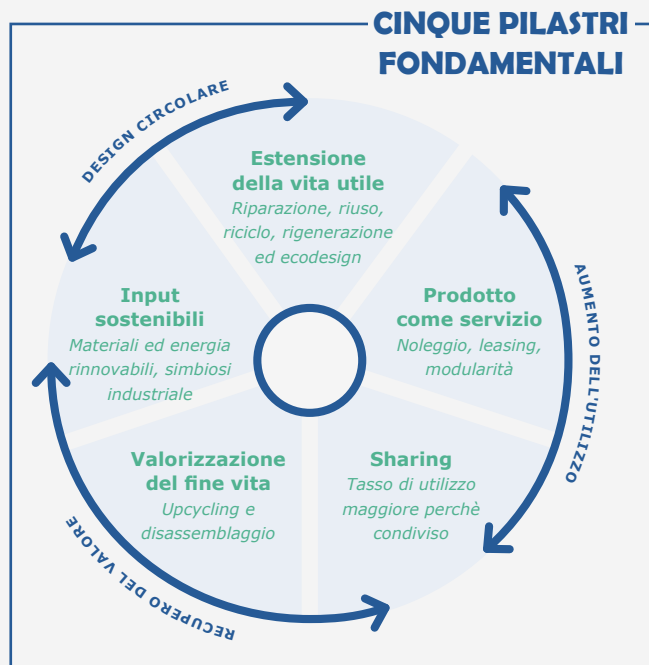 CINQUE PILASTRI
FONDAMENTALI
DESIGN CIRCOLARE
Estensione
della vita utile
Riparazione, riuso,
riciclo, rigenerazione
ed ecodesign
Input
sostenibili
Materiali ed energia
rinnovabili, simbiosi
industriale
Prodotto
come servizio
Noleggio, leasing,
modularità
AUMENTO DELL'UTILIZZO
Valorizzazione
del fine vita
Upcycling e
disassemblaggio
Sharing
Tasso di utilizzo
maggiore perchè
condiviso
RECUPERO DEL VALORE